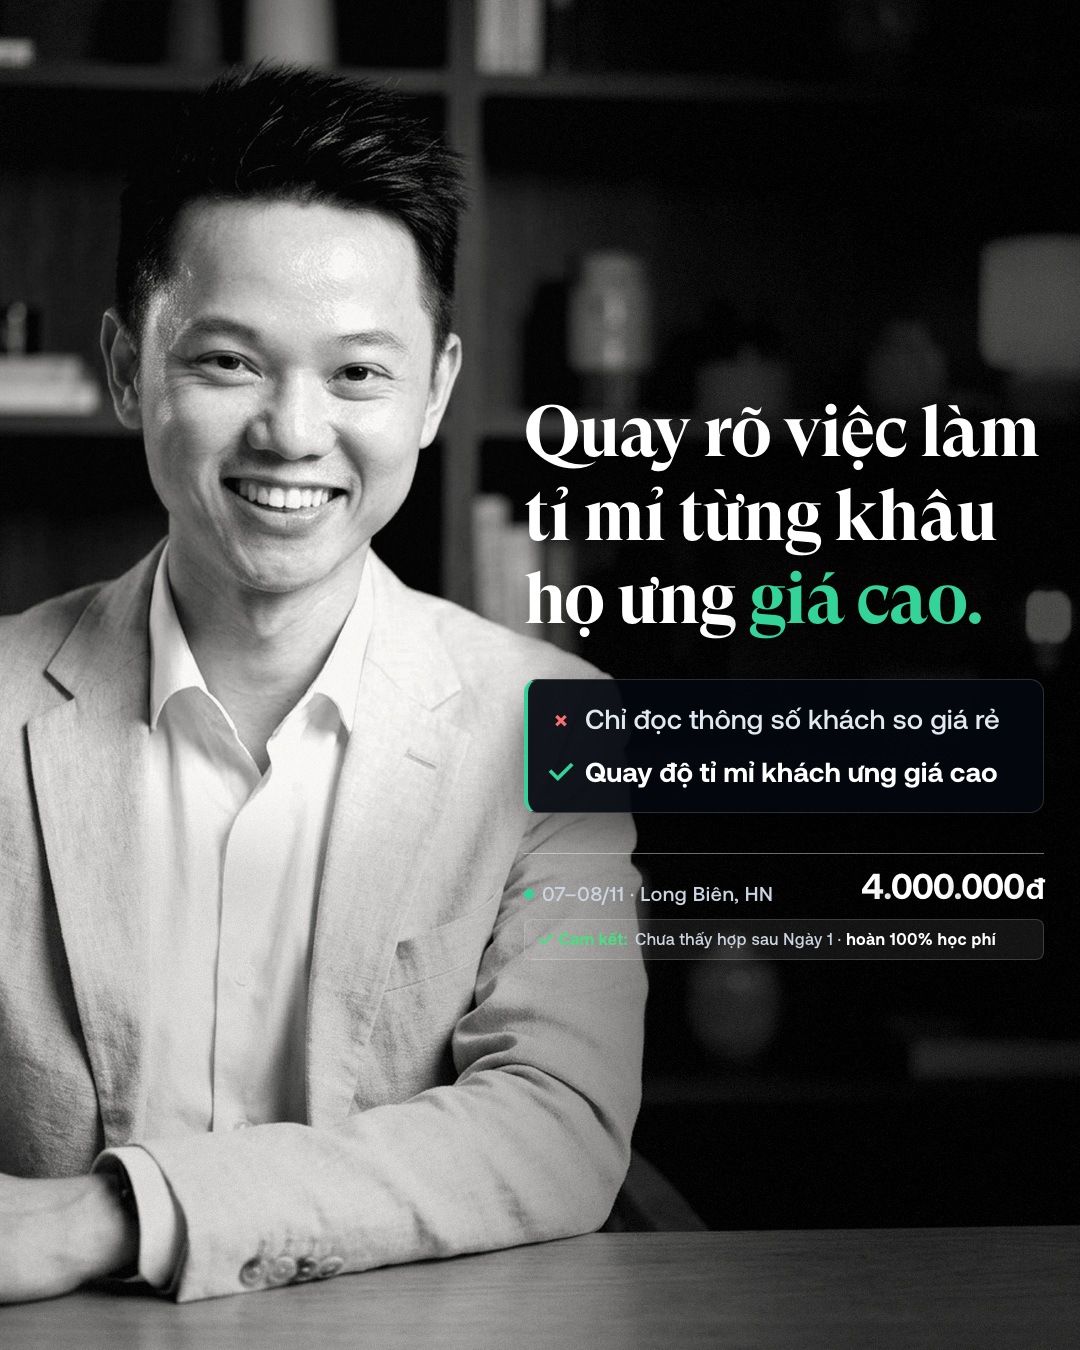 Quay rõ việc làm
tỉ mỉ từng khâu
họ ưng giá cao.
× Chỉ đọc thông số khách so giá rẻ
✓ Quay độ tỉ mỉ khách ưng giá cao
07–08/11 · Long Biên, HN
4.000.000đ
✓ Cam kết: Chưa thấy hợp sau Ngày 1 · hoàn 100% học phí